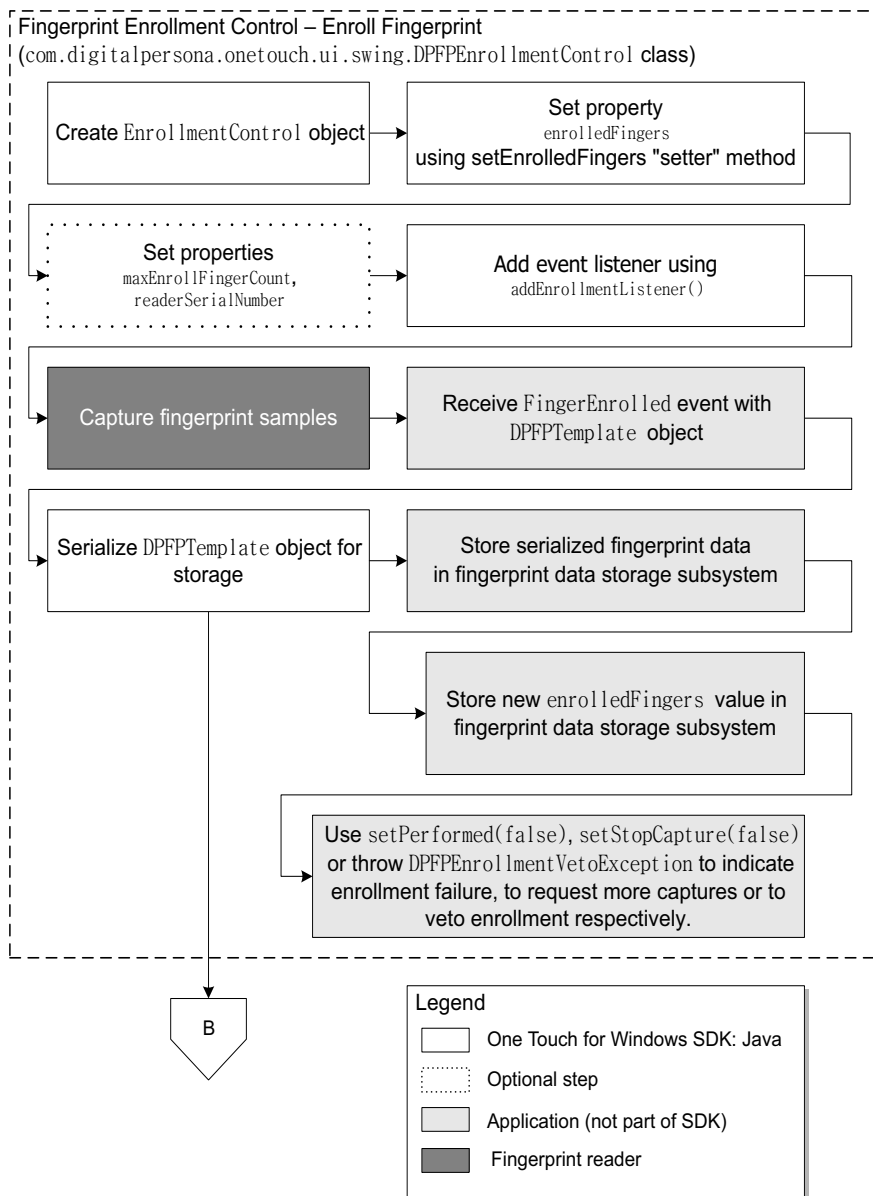 Fingerprint Enrollment Control – Enroll Fingerprint
(com.digitalpersona.onetouch.ui.swing.DPFPEnrollmentControl class)
Create EnrollmentControl object
Set property
enrolledFingers
using setEnrolledFingers "setter" method
Set properties
maxEnrollFingerCount,
readerSerialNumber
Add event listener using
addEnrollmentListener()
Capture fingerprint samples
Receive FingerEnrolled event with
DPFPTemplate object
Serialize DPFPTemplate object for
storage
Store serialized fingerprint data
in fingerprint data storage subsystem
Store new enrolledFingers value in
fingerprint data storage subsystem
Use setPerformed(false), setStopCapture(false)
or throw DPFPEnrollmentVetoException to indicate
enrollment failure, to request more captures or to
veto enrollment respectively.
B
Legend
One Touch for Windows SDK: Java
Optional step
Application (not part of SDK)
Fingerprint reader